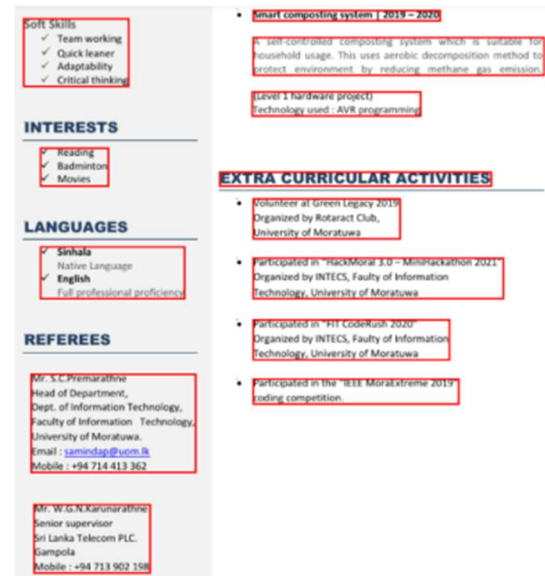 Soft Skills
✓ Team working
✓ Quick leaner
✓ Adaptability
✓ Critical thinking
INTERESTS
✓ Reading
✓ Badminton
✓ Movies
LANGUAGES
✓ Sinhala
Native Language
✓ English
Full professional proficiency
REFEREES
Mr. S.C.Premarathne
Head of Department,
Dept. of Information Technology,
Faculty of Information Technology,
University of Moratuwa.
Email : samindap@uom.lk
Mobile : +94 714 413 362
Mr. W.G.N.Karunarathne
Senior supervisor
Sri Lanka Telecom PLC.
Gampola
Mobile : +94 713 902 198
• Smart composting system | 2019 – 2020
A self-controlled composting system which is suitable for
household usage. This uses aerobic decomposition method to
protect environment by reducing methane gas emission.
(Level 1 hardware project)
Technology used : AVR programming
EXTRA CURRICULAR ACTIVITIES
• Volunteer at Green Legacy 2019
Organized by Rotaract Club,
University of Moratuwa
• Participated in "HackMoral 3.0 – MiniHackathon 2021"
Organized by INTECS, Faulty of Information
Technology, University of Moratuwa
• Participated in "FIT CodeRush 2020"
Organized by INTECS, Faulty of Information
Technology, University of Moratuwa
• Participated in the "IEEE MoraExtreme 2019"
coding competition.